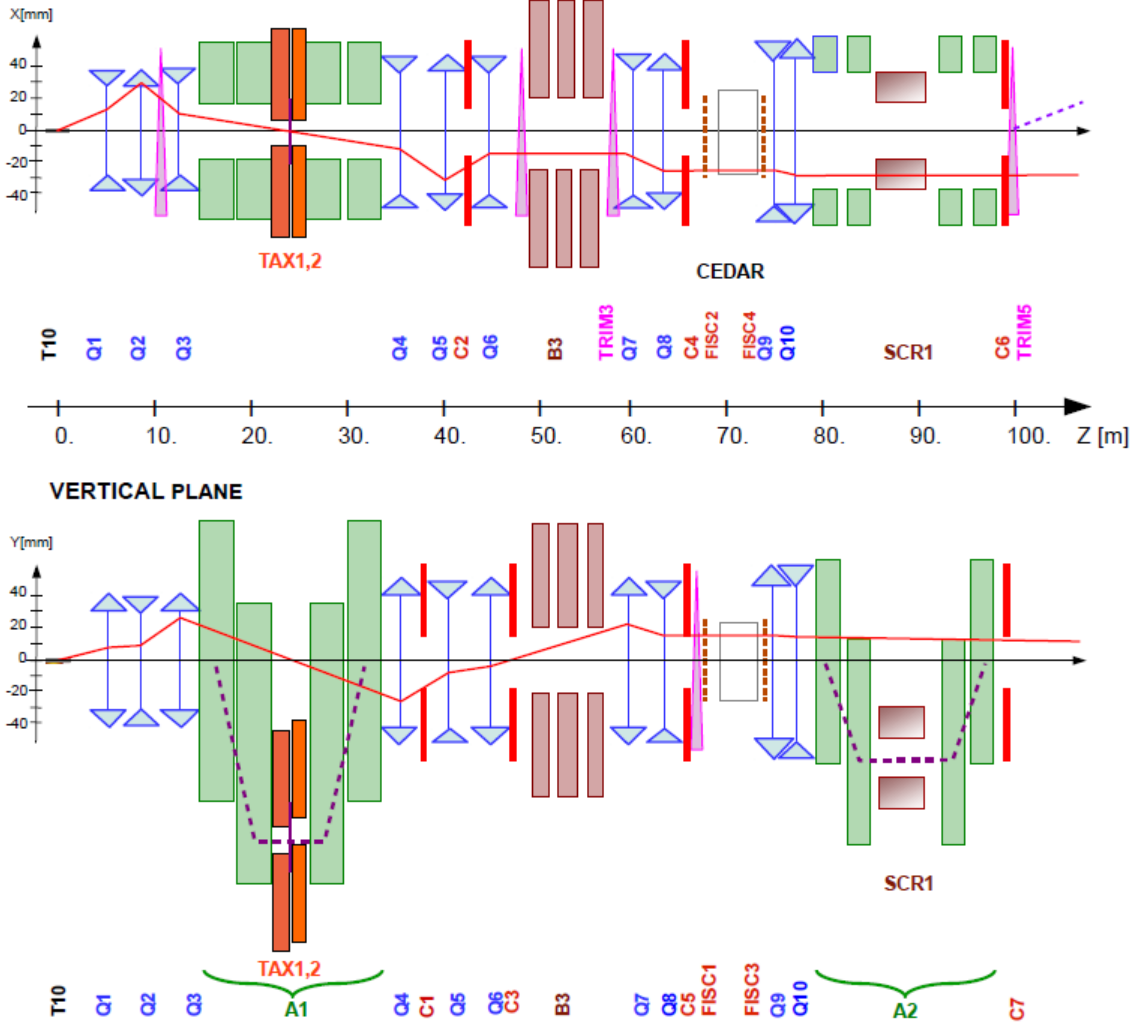 X[mm]
40
20
0
-20
-40
TAX1,2
CEDAR
T10 Q1 Q2 Q3 Q4 Q5 C2 Q6 B3 TRIM3 Q7 Q8 C4 FISC2 FISC4 Q9 Q10 SCR1 C6 TRIM5
0. 10. 20. 30. 40. 50. 60. 70. 80. 90. 100. Z [m]
VERTICAL PLANE
Y[mm]
40
20
0
-20
-40
SCR1
TAX1,2
T10 Q1 Q2 Q3 A1 Q4 C1 Q5 Q6 C3 B3 Q7 Q8 C5 FISC1 FISC3 Q9 Q10 A2 C7